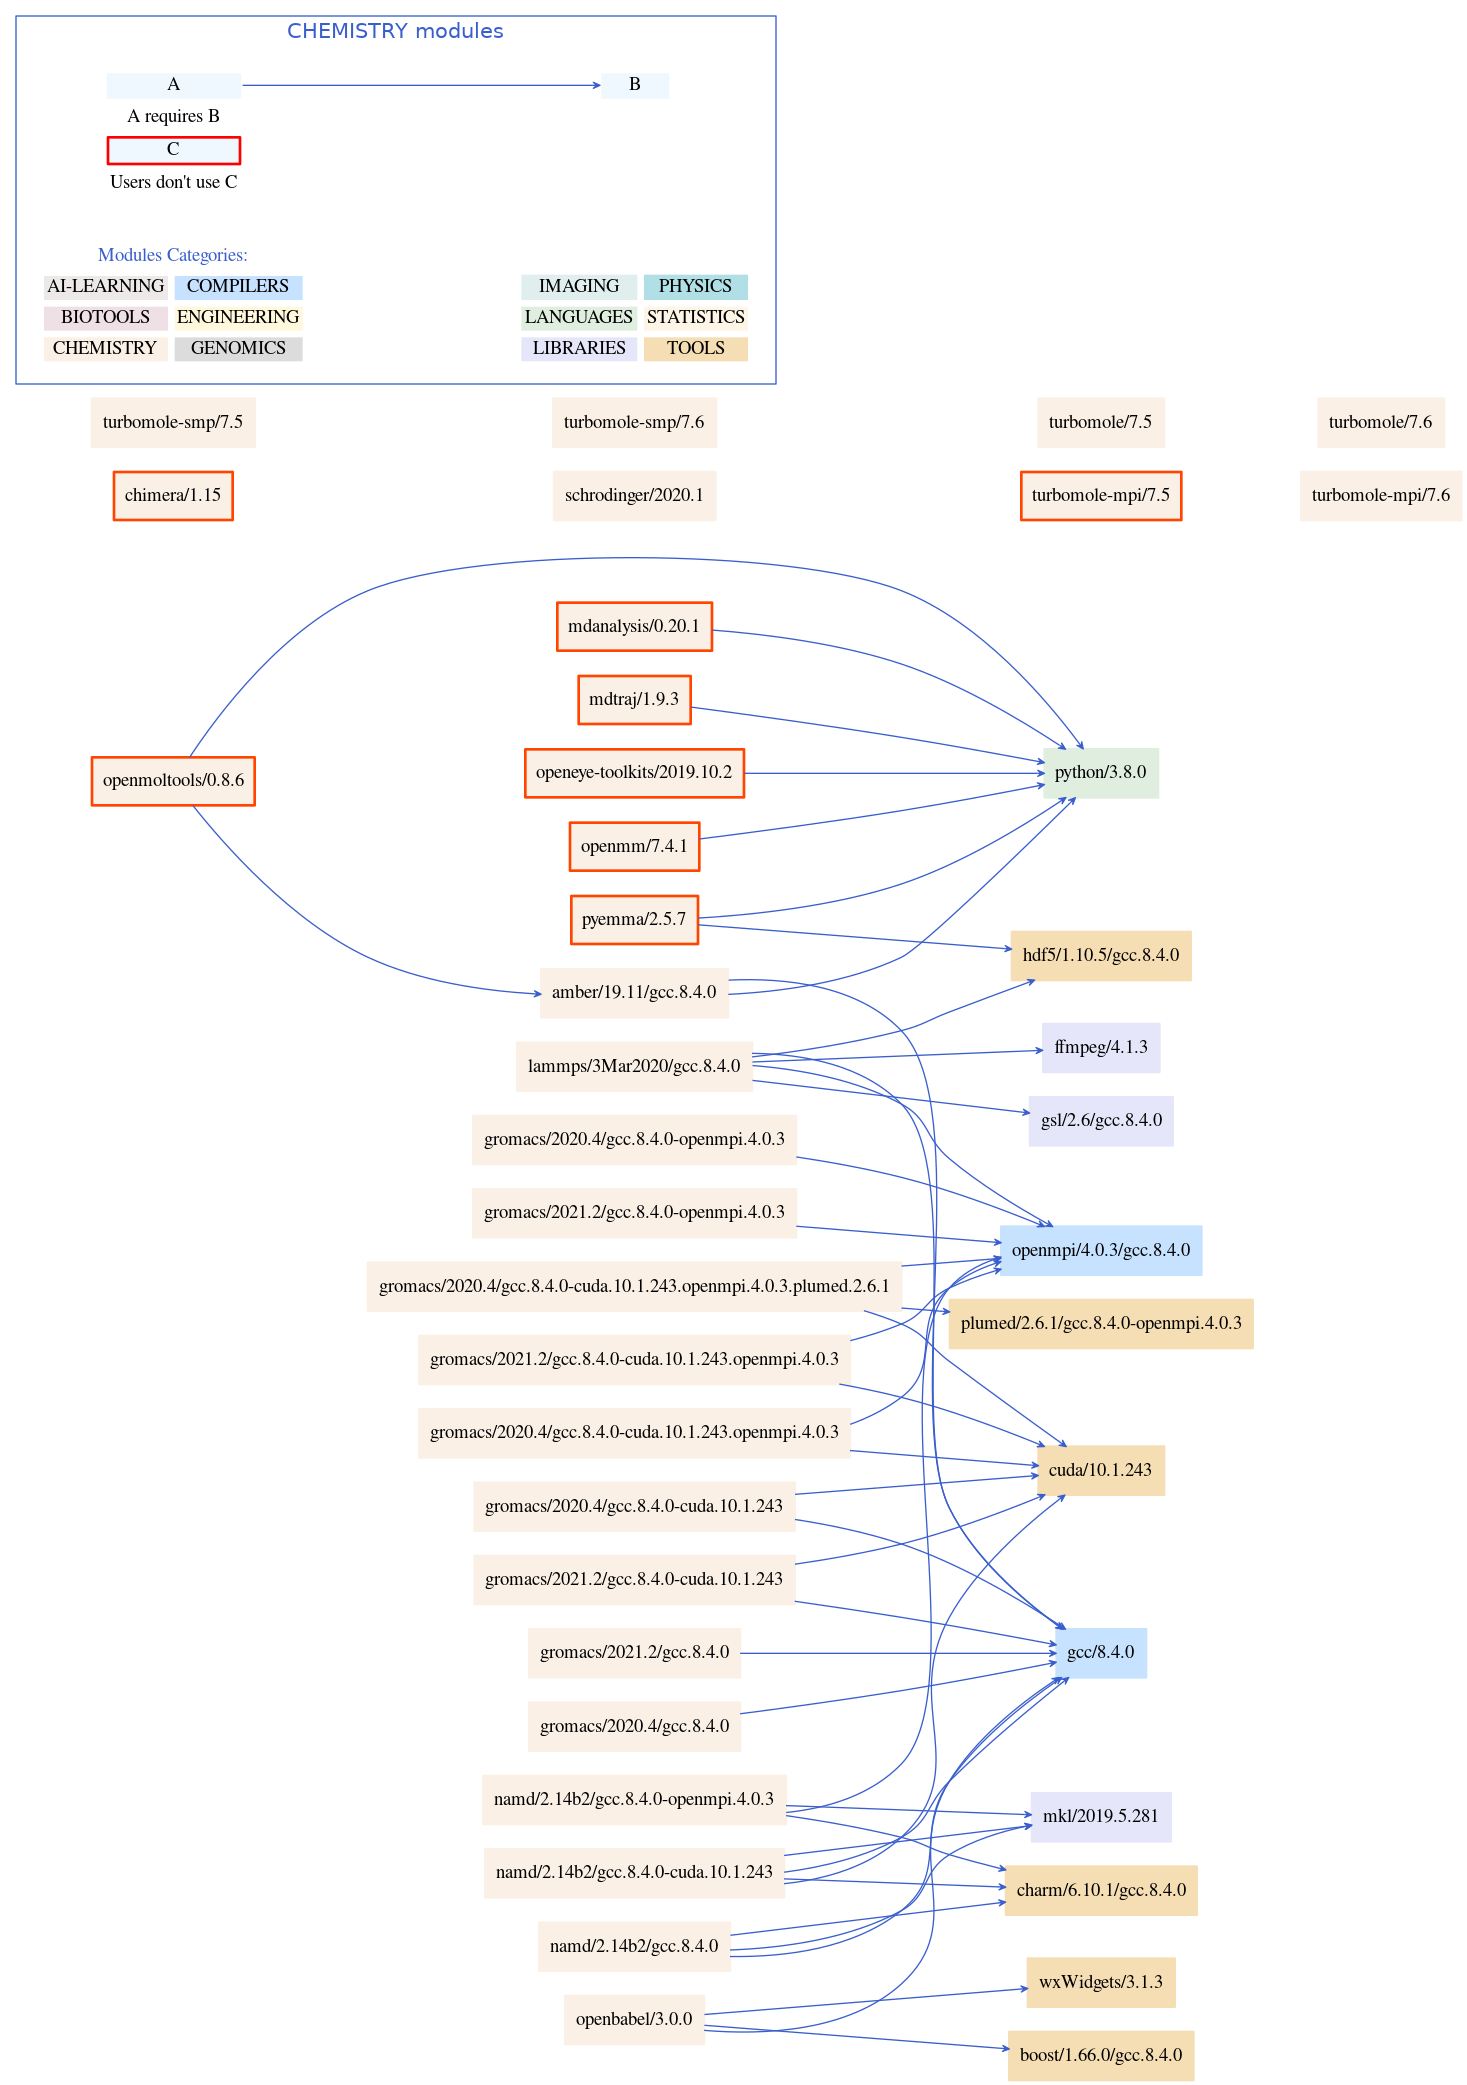 CHEMISTRY modules
A
B
A requires B
C
Users don't use C
Modules Categories:
AI-LEARNING COMPILERS
IMAGING PHYSICS
BIOTOOLS ENGINEERING
LANGUAGES STATISTICS
CHEMISTRY GENOMICS
LIBRARIES TOOLS
turbomole-smp/7.5
turbomole-smp/7.6
turbomole/7.5
turbomole/7.6
chimera/1.15
schrodinger/2020.1
turbomole-mpi/7.5
turbomole-mpi/7.6
mdanalysis/0.20.1
mdtraj/1.9.3
openmoltools/0.8.6
openeye-toolkits/2019.10.2
python/3.8.0
openmm/7.4.1
pyemma/2.5.7
hdf5/1.10.5/gcc.8.4.0
amber/19.11/gcc.8.4.0
ffmpeg/4.1.3
lammps/3Mar2020/gcc.8.4.0
gsl/2.6/gcc.8.4.0
gromacs/2020.4/gcc.8.4.0-openmpi.4.0.3
gromacs/2021.2/gcc.8.4.0-openmpi.4.0.3
openmpi/4.0.3/gcc.8.4.0
gromacs/2020.4/gcc.8.4.0-cuda.10.1.243.openmpi.4.0.3.plumed.2.6.1
plumed/2.6.1/gcc.8.4.0-openmpi.4.0.3
gromacs/2021.2/gcc.8.4.0-cuda.10.1.243.openmpi.4.0.3
gromacs/2020.4/gcc.8.4.0-cuda.10.1.243.openmpi.4.0.3
cuda/10.1.243
gromacs/2020.4/gcc.8.4.0-cuda.10.1.243
gromacs/2021.2/gcc.8.4.0-cuda.10.1.243
gromacs/2021.2/gcc.8.4.0
gcc/8.4.0
gromacs/2020.4/gcc.8.4.0
namd/2.14b2/gcc.8.4.0-openmpi.4.0.3
mkl/2019.5.281
namd/2.14b2/gcc.8.4.0-cuda.10.1.243
charm/6.10.1/gcc.8.4.0
namd/2.14b2/gcc.8.4.0
wxWidgets/3.1.3
openbabel/3.0.0
boost/1.66.0/gcc.8.4.0